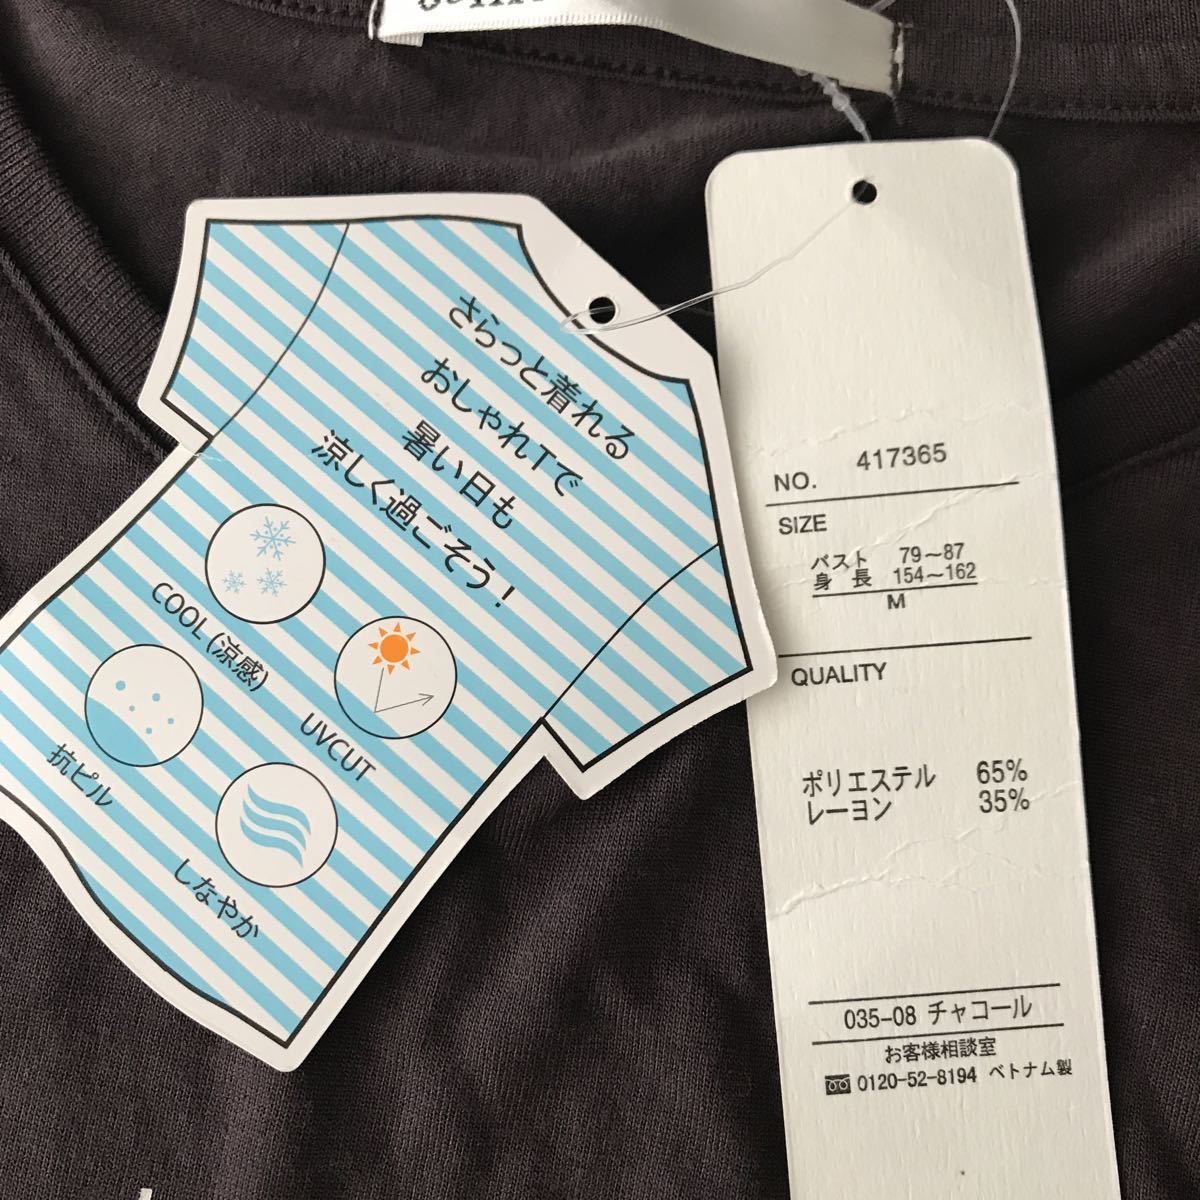 さらっと着れる
おしゃれTで
暑い日も
涼しく過ごそう！
COOL(涼感)
UVCUT
抗ピル
しなやか
NO. 417365
SIZE
バスト 79～87
身長 154～162
M
QUALITY
ポリエステル 65%
レーヨン 35%
035-08 チャコール
お客様相談室
0120-52-8194 ベトナム製